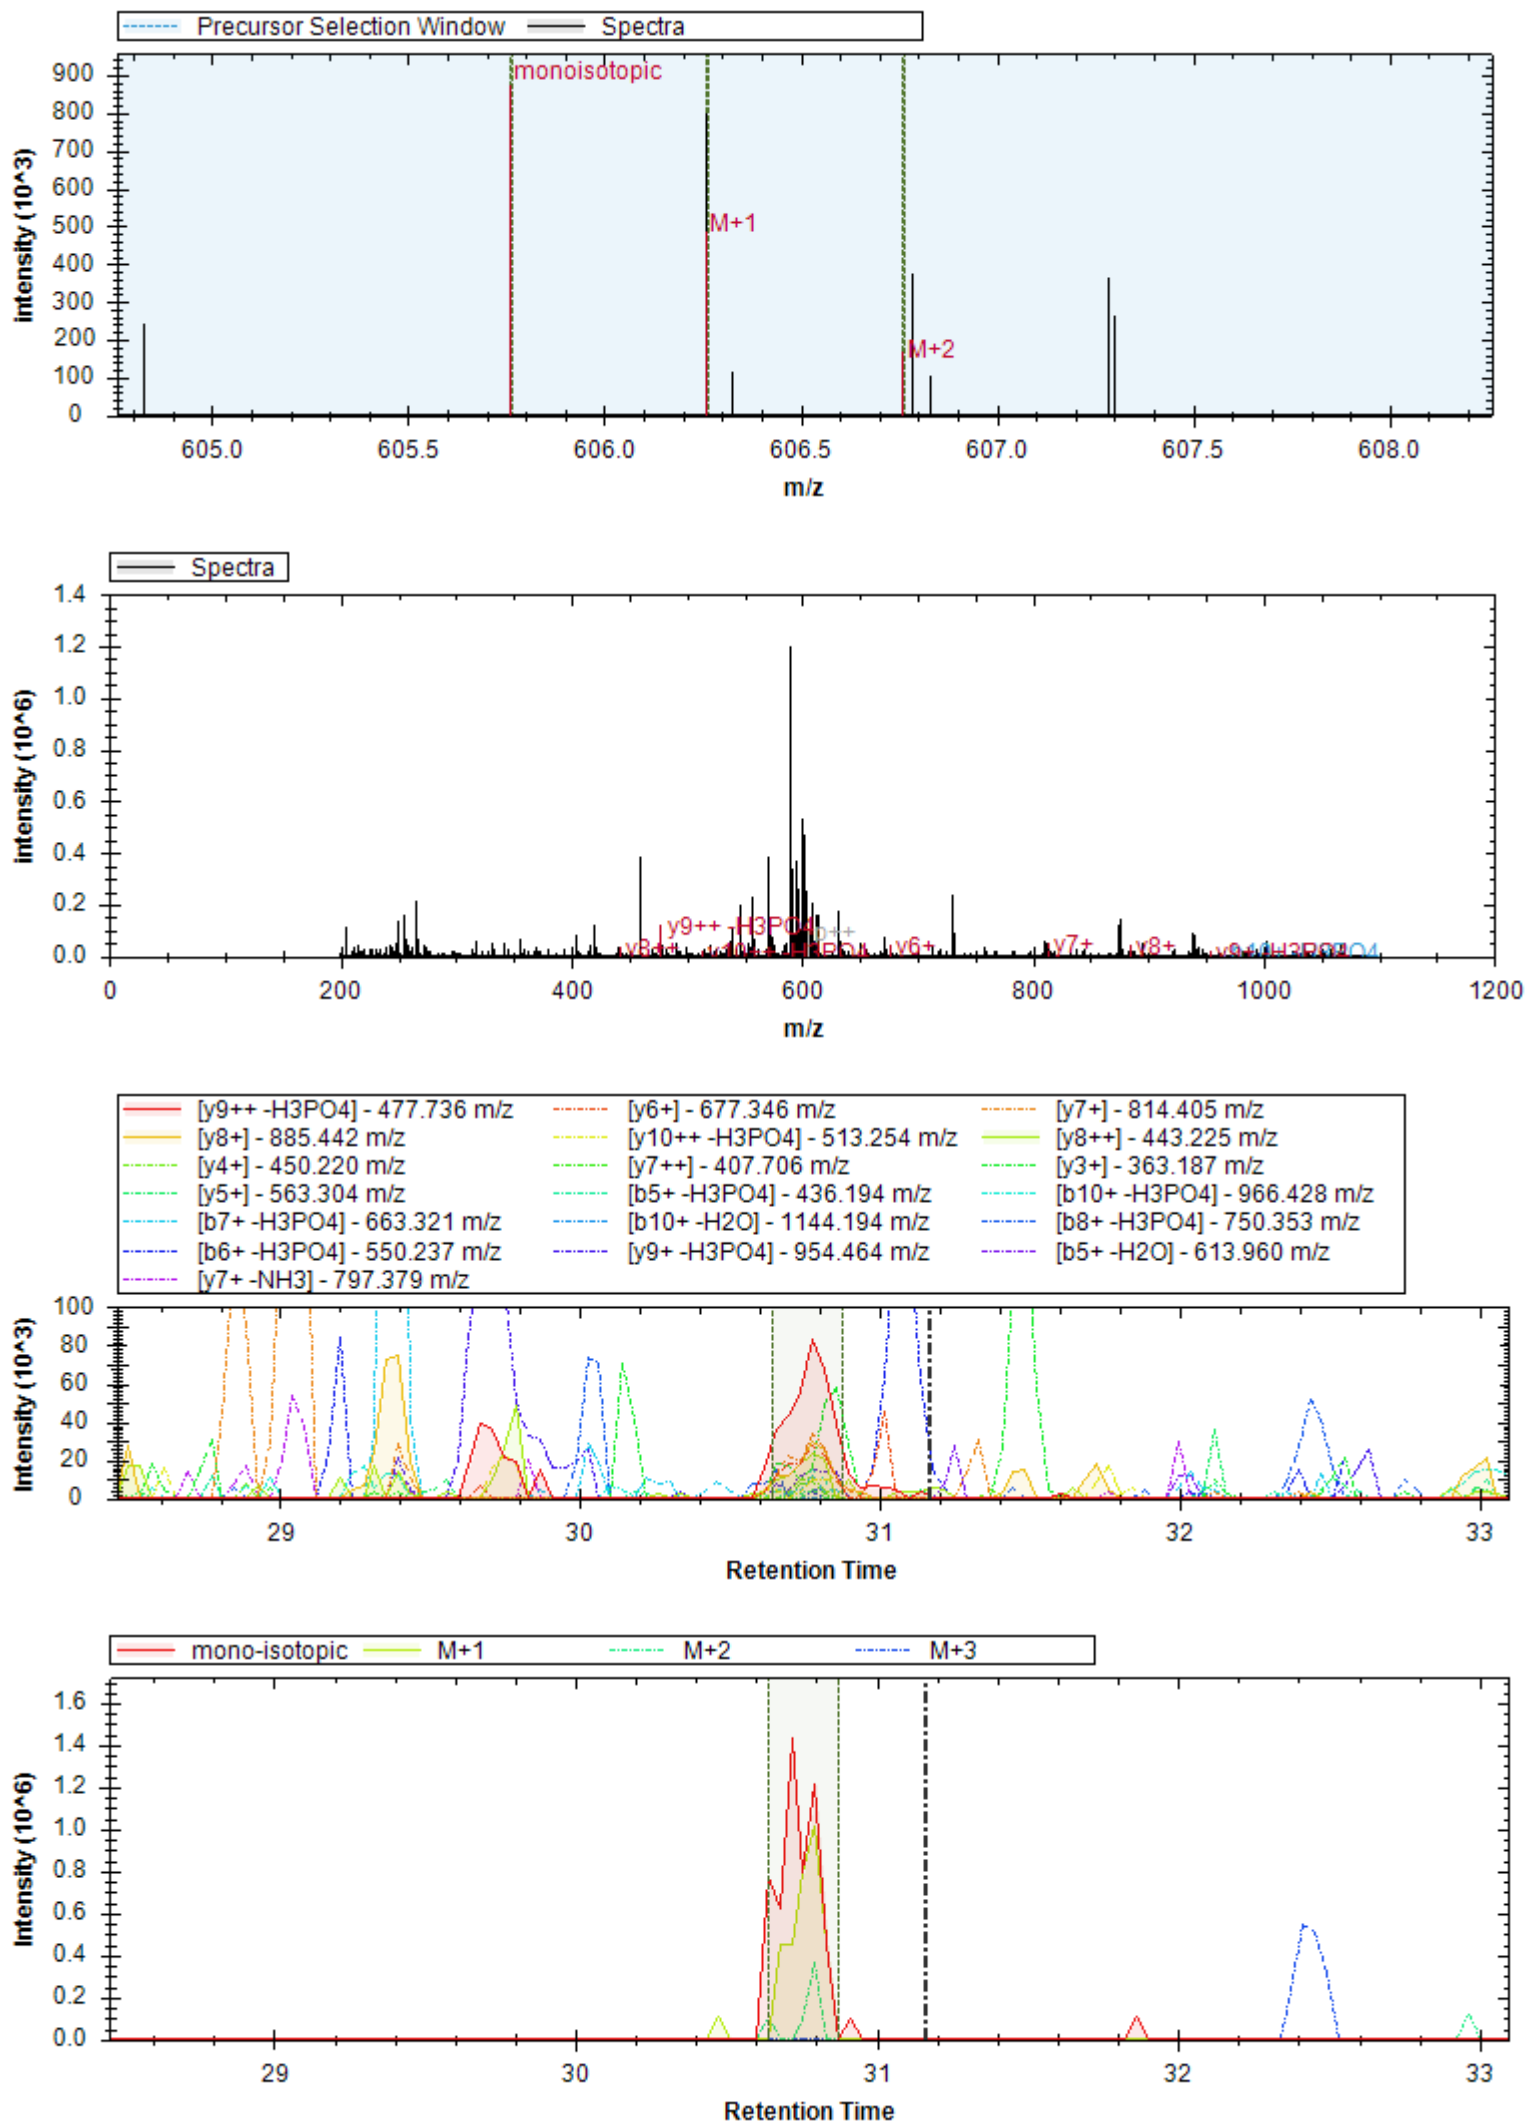 Precursor Selection Window Spectra
900
800
700
600
500
400
300
200
100
0
intensity (10^3)
monoisotopic
M+1
M+2
605.0 605.5 606.0 606.5 607.0 607.5 608.0
m/z
Spectra
1.4
1.2
1.0
0.8
0.6
0.4
0.2
0.0
intensity (10^6)
y9++ -H3PO4
y8++
y6+
y7+
y8+
0 200 400 600 800 1000 1200
m/z
[y9++ -H3PO4] - 477.736 m/z [y6+] - 677.346 m/z [y7+] - 814.405 m/z
[y8+] - 885.442 m/z [y10++ -H3PO4] - 513.254 m/z [y8++] - 443.225 m/z
[y4+] - 450.220 m/z [y7++] - 407.706 m/z [y3+] - 363.187 m/z
[y5+] - 563.304 m/z [b5+ -H3PO4] - 436.194 m/z [b10+ -H3PO4] - 966.428 m/z
[b7+ -H3PO4] - 663.321 m/z [b10+ -H2O] - 1144.194 m/z [b8+ -H3PO4] - 750.353 m/z
[b6+ -H3PO4] - 550.237 m/z [y9+ -H3PO4] - 954.464 m/z [b5+ -H2O] - 613.960 m/z
[y7+ -NH3] - 797.379 m/z
100
80
60
40
20
0
Intensity (10^3)
29 30 31 32 33
Retention Time
mono-isotopic M+1 M+2 M+3
1.6
1.4
1.2
1.0
0.8
0.6
0.4
0.2
0.0
Intensity (10^6)
29 30 31 32 33
Retention Time